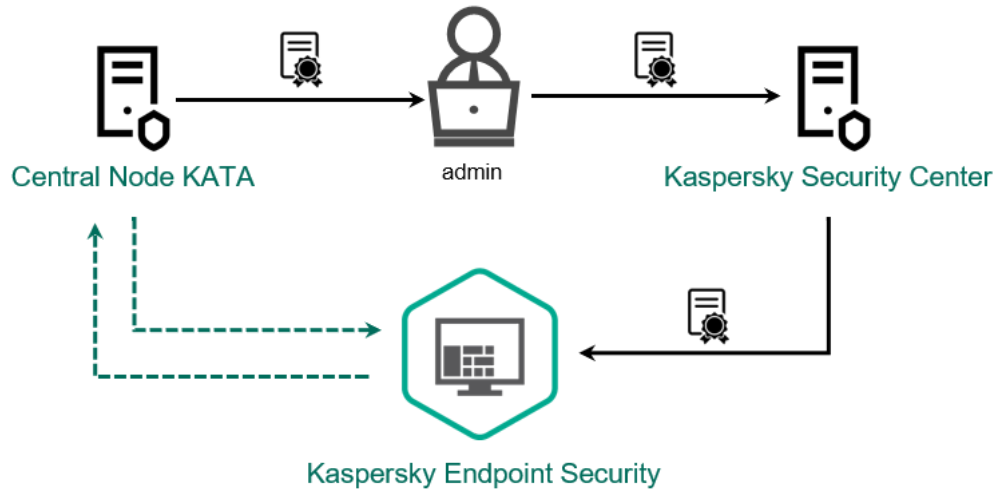 admin
Central Node KATA
Kaspersky Security Center
Kaspersky Endpoint Security